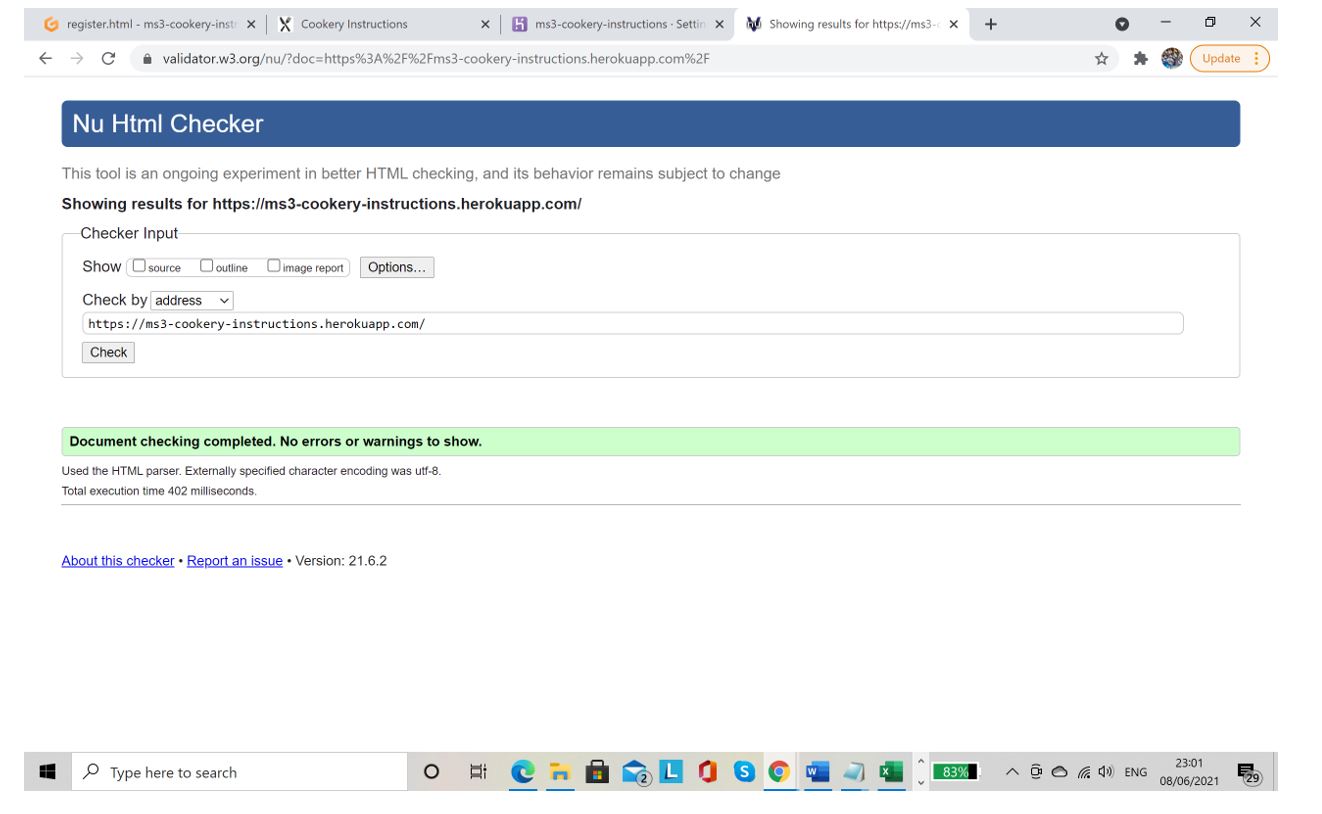 register.html - ms3-cookery-instr
Cookery Instructions
ms3-cookery-instructions · Settin
Showing results for https://ms3-c
validator.w3.org/nu/?doc=https%3A%2F%2Fms3-cookery-instructions.herokuapp.com%2F
Update
Nu Html Checker
This tool is an ongoing experiment in better HTML checking, and its behavior remains subject to change
Showing results for https://ms3-cookery-instructions.herokuapp.com/
Checker Input
Show source outline image report Options...
Check by address
https://ms3-cookery-instructions.herokuapp.com/
Check
Document checking completed. No errors or warnings to show.
Used the HTML parser. Externally specified character encoding was utf-8.
Total execution time 402 milliseconds.
About this checker • Report an issue • Version: 21.6.2
Type here to search
2
L
S
W
X
83%
ENG
23:01
08/06/2021
29